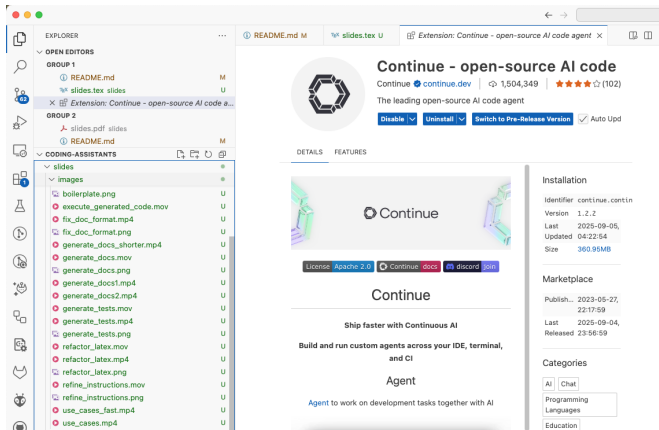 EXPLORER
OPEN EDITORS
GROUP 1
README.md M
slides.tex slides U
Extension: Continue - open-source AI code a...
GROUP 2
slides.pdf slides
README.md M
CODING-ASSISTANTS
slides
images
boilerplate.png U
execute_generated_code.mov U
fix_doc_format.mp4 U
fix_doc_format.png U
generate_docs_shorter.mp4 U
generate_docs.mov U
generate_docs.png U
generate_docs1.mp4 U
generate_docs2.mp4 U
generate_tests.mov U
generate_tests.mp4 U
generate_tests.png U
refactor_latex.mov U
refactor_latex.mp4 U
refactor_latex.png U
refine_instructions.mov U
refine_instructions.png U
use_cases_fast.mp4 U
use_cases.mp4 U
62
1
README.md M
slides.tex U
Extension: Continue - open-source AI code agent
Continue - open-source AI code
Continue continue.dev 1,504,349 (102)
The leading open-source AI code agent
Disable Uninstall Switch to Pre-Release Version Auto Upd
DETAILS FEATURES
Continue
License Apache 2.0 Continue docs discord join
Continue
Ship faster with Continuous AI
Build and run custom agents across your IDE, terminal,
and CI
Agent
Agent to work on development tasks together with AI
Installation
Identifier continue.contin
Version 1.2.2
Last 2025-09-05,
Updated 04:22:54
Size 360.95MB
Marketplace
Publish... 2023-05-27,
22:17:59
Last 2025-09-04,
Released 23:56:59
Categories
AI Chat
Programming
Languages
Education